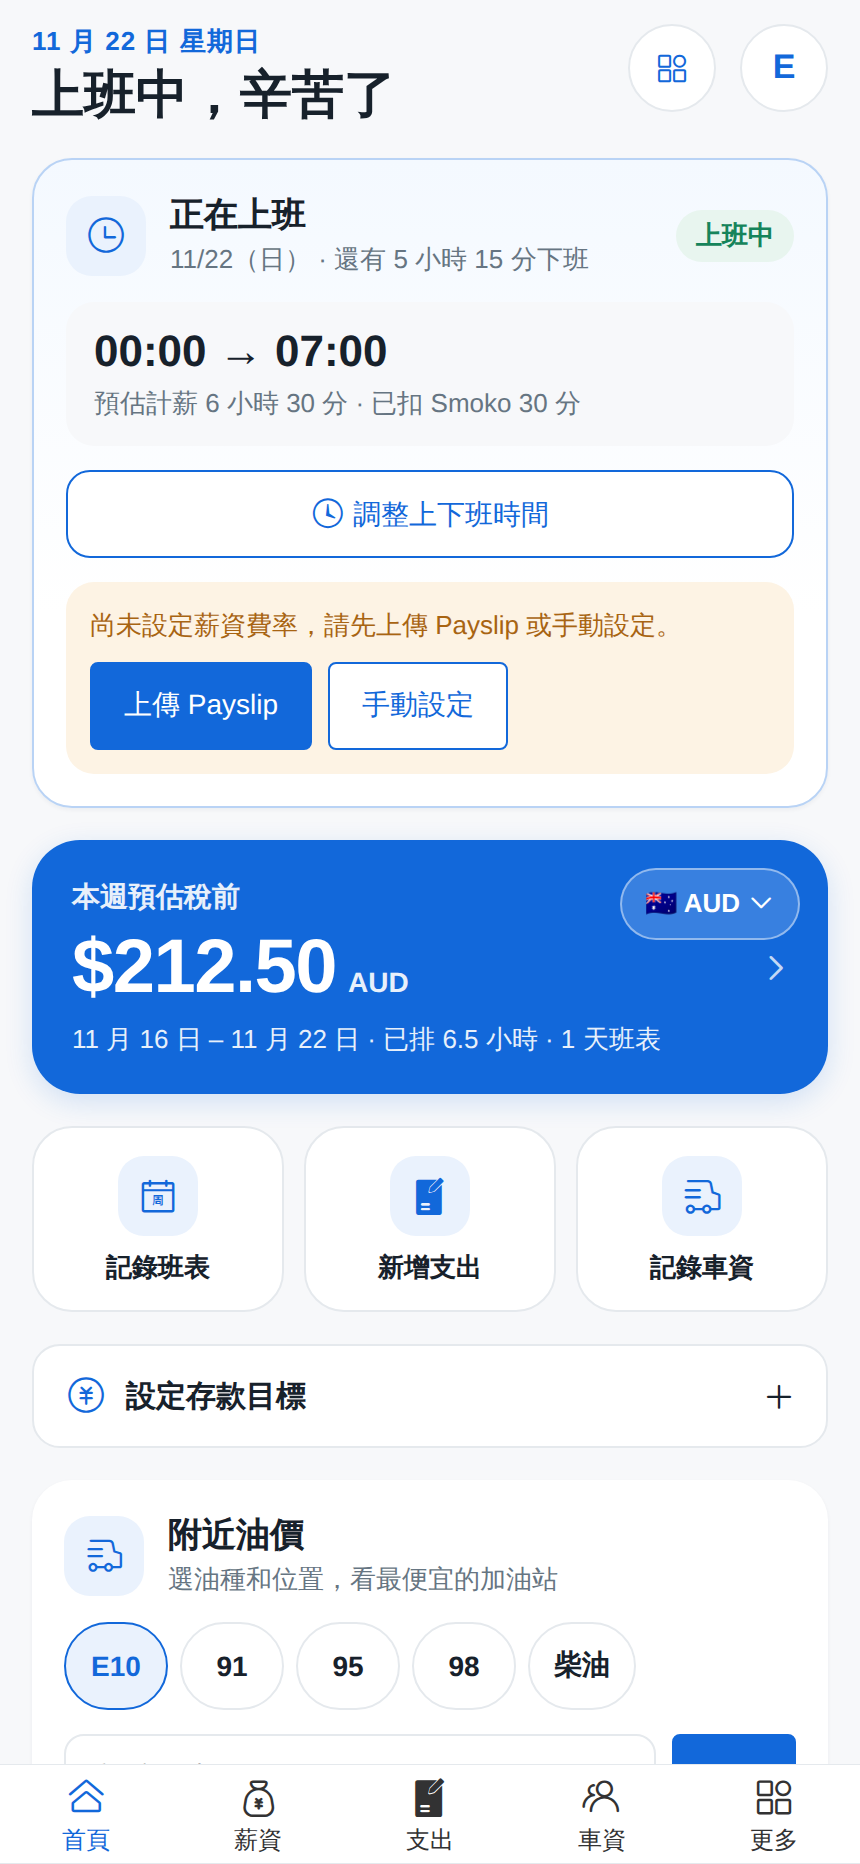 11 月 22 日 星期日
上班中，辛苦了
E
正在上班
11/22（日） · 還有 5 小時 15 分下班
上班中
00:00 → 07:00
預估計薪 6 小時 30 分 · 已扣 Smoko 30 分
調整上下班時間
尚未設定薪資費率，請先上傳 Payslip 或手動設定。
上傳 Payslip
手動設定
本週預估稅前
AUD
$212.50 AUD
11 月 16 日 – 11 月 22 日 · 已排 6.5 小時 · 1 天班表
周
記錄班表
新增支出
記錄車資
¥
設定存款目標
附近油價
選油種和位置，看最便宜的加油站
E10
91
95
98
柴油
¥
首頁
薪資
支出
車資
更多